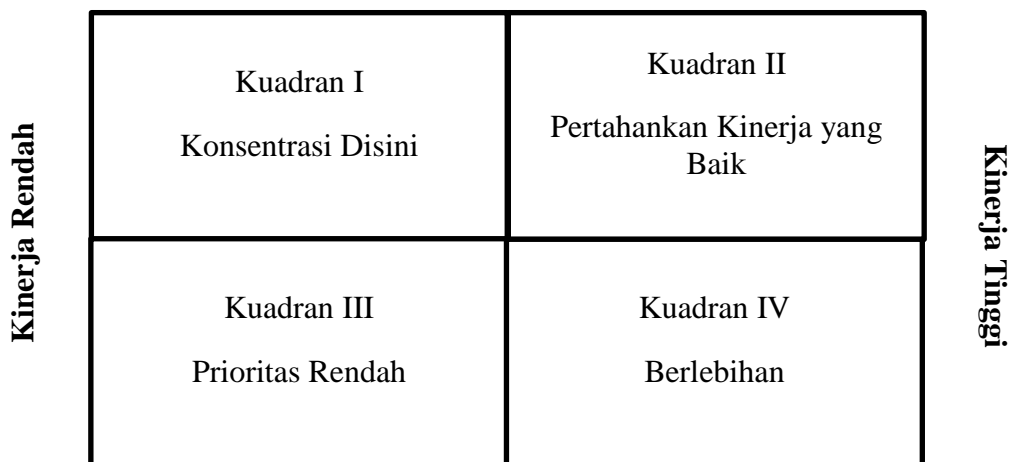 Kinerja Rendah
Kuadran I
Konsentrasi Disini
Kuadran II
Pertahankan Kinerja yang
Baik
Kuadran III
Prioritas Rendah
Kuadran IV
Berlebihan
Kinerja Tinggi